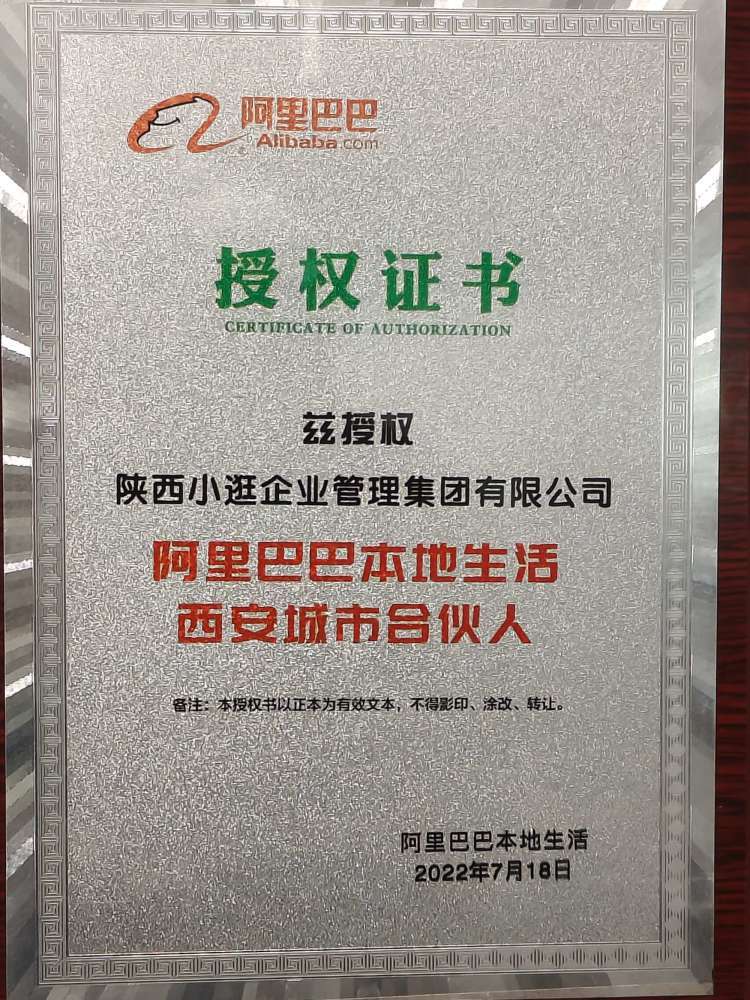 阿里巴巴
Alibaba.com
授权证书
CERTIFICATE OF AUTHORIZATION
兹授权
陕西小逛企业管理集团有限公司
阿里巴巴本地生活
西安城市合伙人
备注：本授权书以正本为有效文本，不得影印、涂改、转让。
阿里巴巴本地生活
2022年7月18日